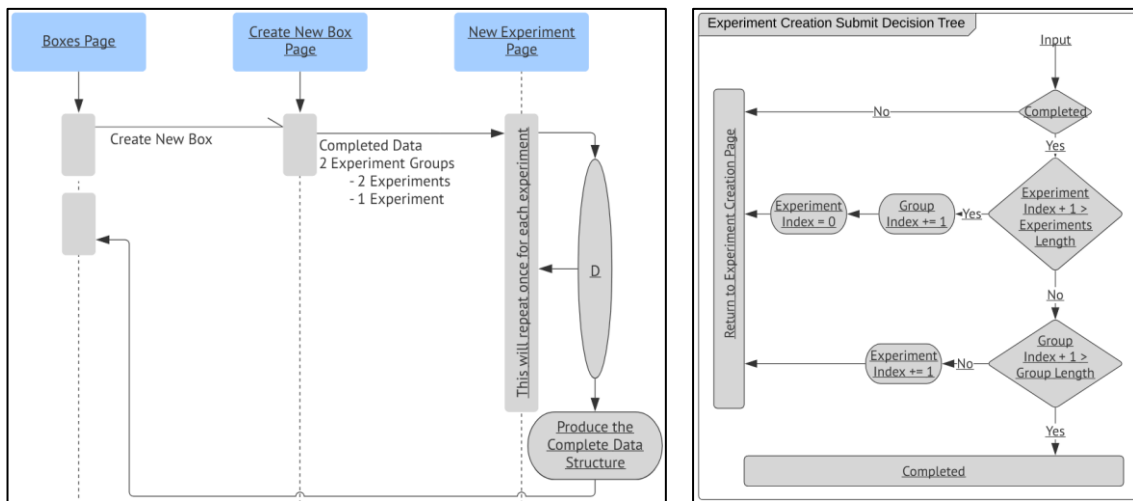 Boxes Page
Create New Box
Page
New Experiment
Page
Create New Box
Completed Data
2 Experiment Groups
- 2 Experiments
- 1 Experiment
This will repeat once for each experiment
D
Produce the
Complete Data
Structure
Experiment Creation Submit Decision Tree
Input
Completed
No
Yes
Return to Experiment Creation Page
Experiment
Index + 1 >
Experiments
Length
Yes
Group
Index += 1
Experiment
Index = 0
No
Group
Index + 1 >
Group Length
No
Experiment
Index += 1
Yes
Completed